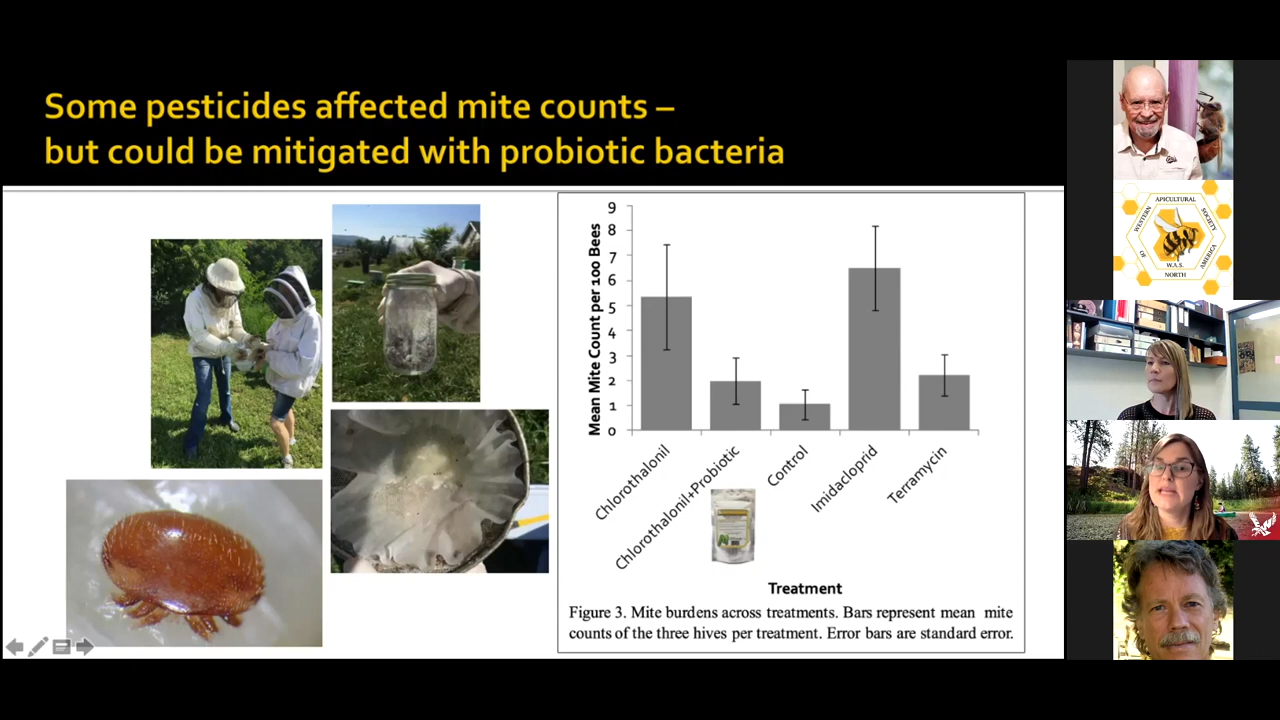 Some pesticides affected mite counts –
but could be mitigated with probiotic bacteria
Mean Mite Count per 100 Bees
9
8
7
6
5
4
3
2
1
0
Chlorothalonil
Chlorothalonil+Probiotic
Control
Imidacloprid
Terramycin
Treatment
Figure 3. Mite burdens across treatments. Bars represent mean mite
counts of the three hives per treatment. Error bars are standard error.
WESTERN
APICULTURAL
SOCIETY
OF
W.A.S.
NORTH
AMERICA